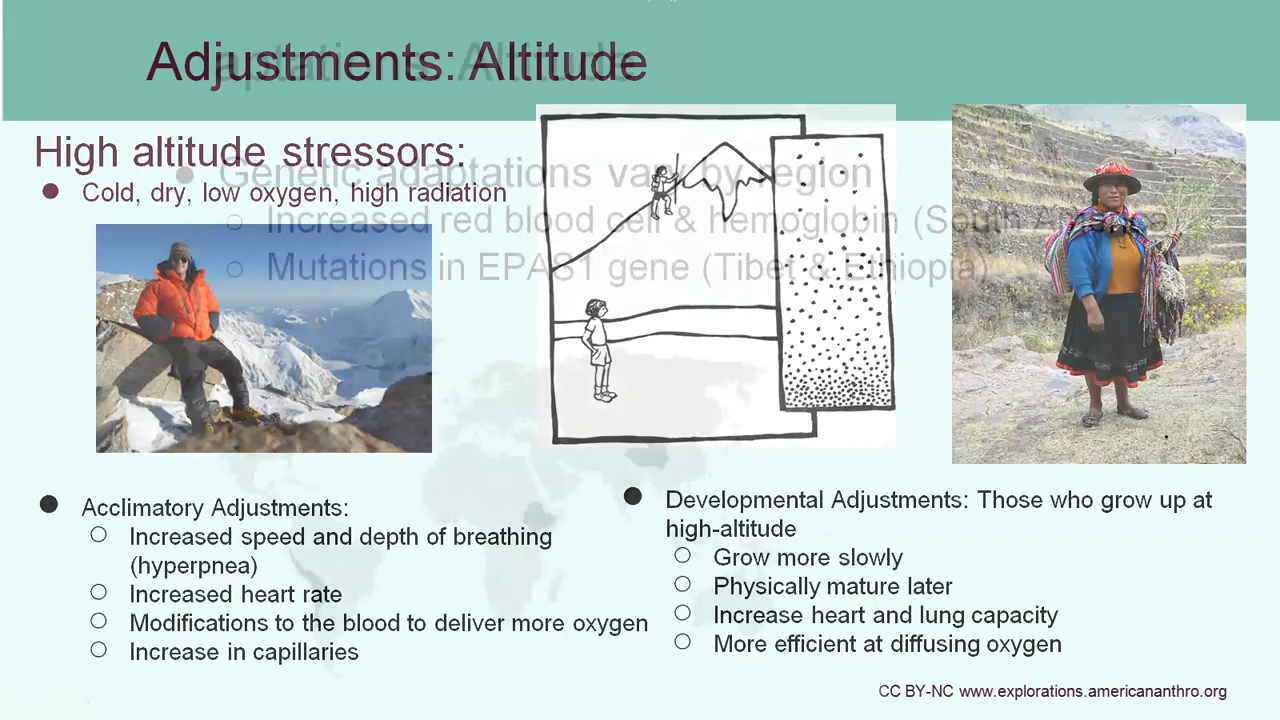 Adjustments: Altitude
Adaptations: Altitude
High altitude stressors:
Cold, dry, low oxygen, high radiation
Genetic adaptations vary by region
Increased red blood cell & hemoglobin (South
Mutations in EPAS1 gene (Tibet & Ethiopia)
Acclimatory Adjustments:
Increased speed and depth of breathing
(hyperpnea)
Increased heart rate
Modifications to the blood to deliver more oxygen
Increase in capillaries
Developmental Adjustments: Those who grow up at
high-altitude
Grow more slowly
Physically mature later
Increase heart and lung capacity
More efficient at diffusing oxygen
CC BY-NC www.explorations.americananthro.org